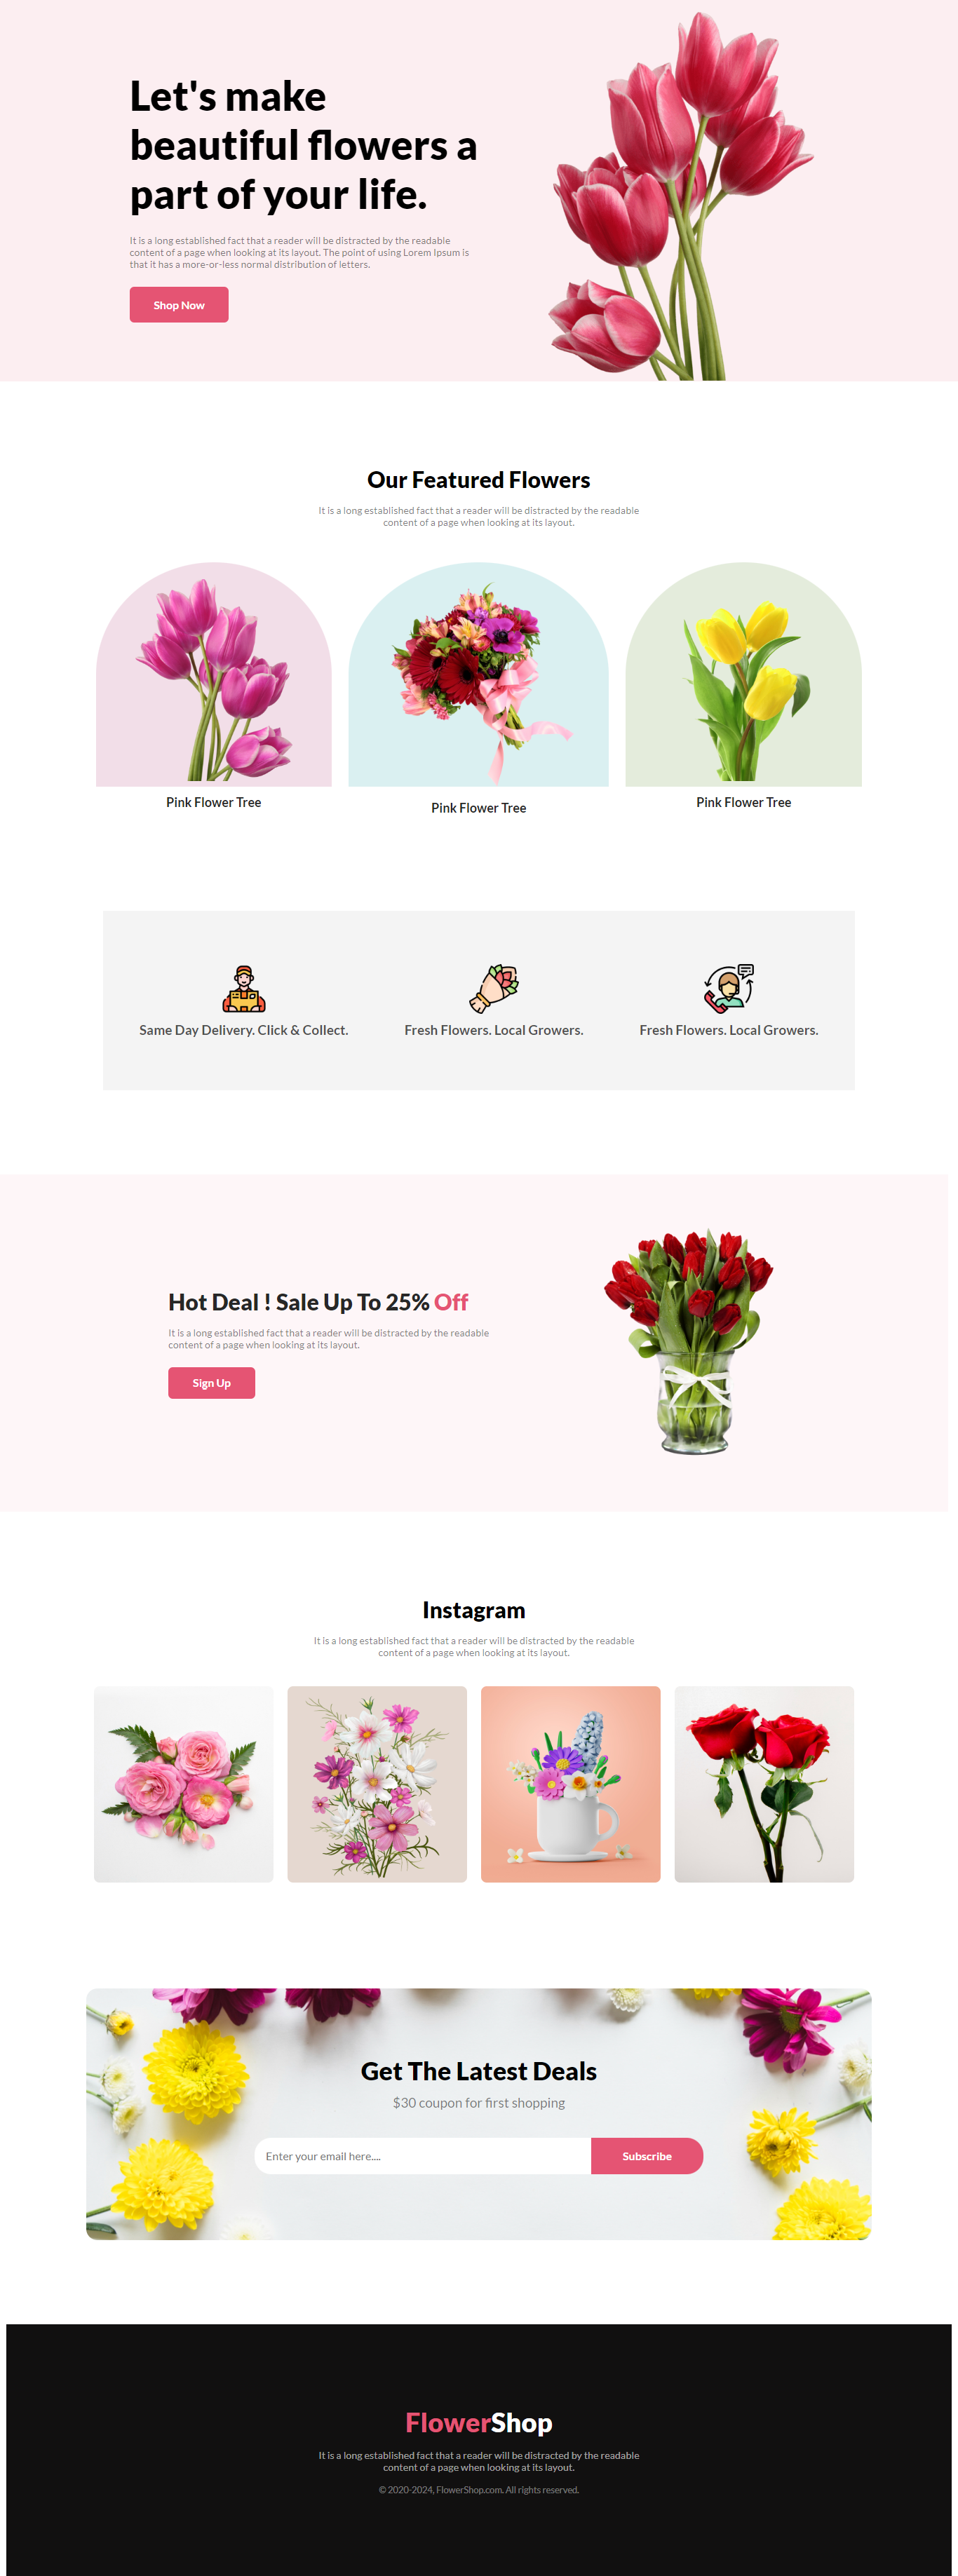 Let's make
beautiful flowers a
part of your life.
It is a long established fact that a reader will be distracted by the readable
content of a page when looking at its layout. The point of using Lorem Ipsum is
that it has a more-or-less normal distribution of letters.
Shop Now
Our Featured Flowers
It is a long established fact that a reader will be distracted by the readable
content of a page when looking at its layout.
Pink Flower Tree
Pink Flower Tree
Pink Flower Tree
Same Day Delivery. Click & Collect.
Fresh Flowers. Local Growers.
Fresh Flowers. Local Growers.
Hot Deal ! Sale Up To 25% Off
It is a long established fact that a reader will be distracted by the readable
content of a page when looking at its layout.
Sign Up
Instagram
It is a long established fact that a reader will be distracted by the readable
content of a page when looking at its layout.
Get The Latest Deals
$30 coupon for first shopping
Enter your email here....
Subscribe
FlowerShop
It is a long established fact that a reader will be distracted by the readable
content of a page when looking at its layout.
© 2020-2024, FlowerShop.com. All rights reserved.